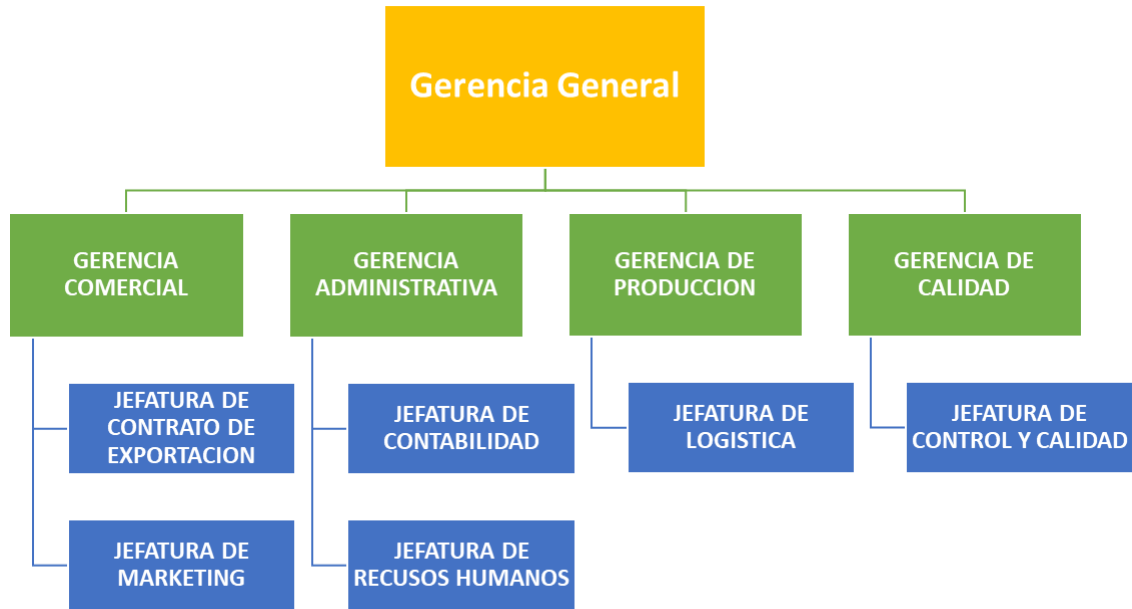 Gerencia General
GERENCIA
COMERCIAL
GERENCIA
ADMINISTRATIVA
GERENCIA DE
PRODUCCION
GERENCIA DE
CALIDAD
JEFATURA DE
CONTRATO DE
EXPORTACION
JEFATURA DE
CONTABILIDAD
JEFATURA DE
LOGISTICA
JEFATURA DE
CONTROL Y CALIDAD
JEFATURA DE
MARKETING
JEFATURA DE
RECUSOS HUMANOS